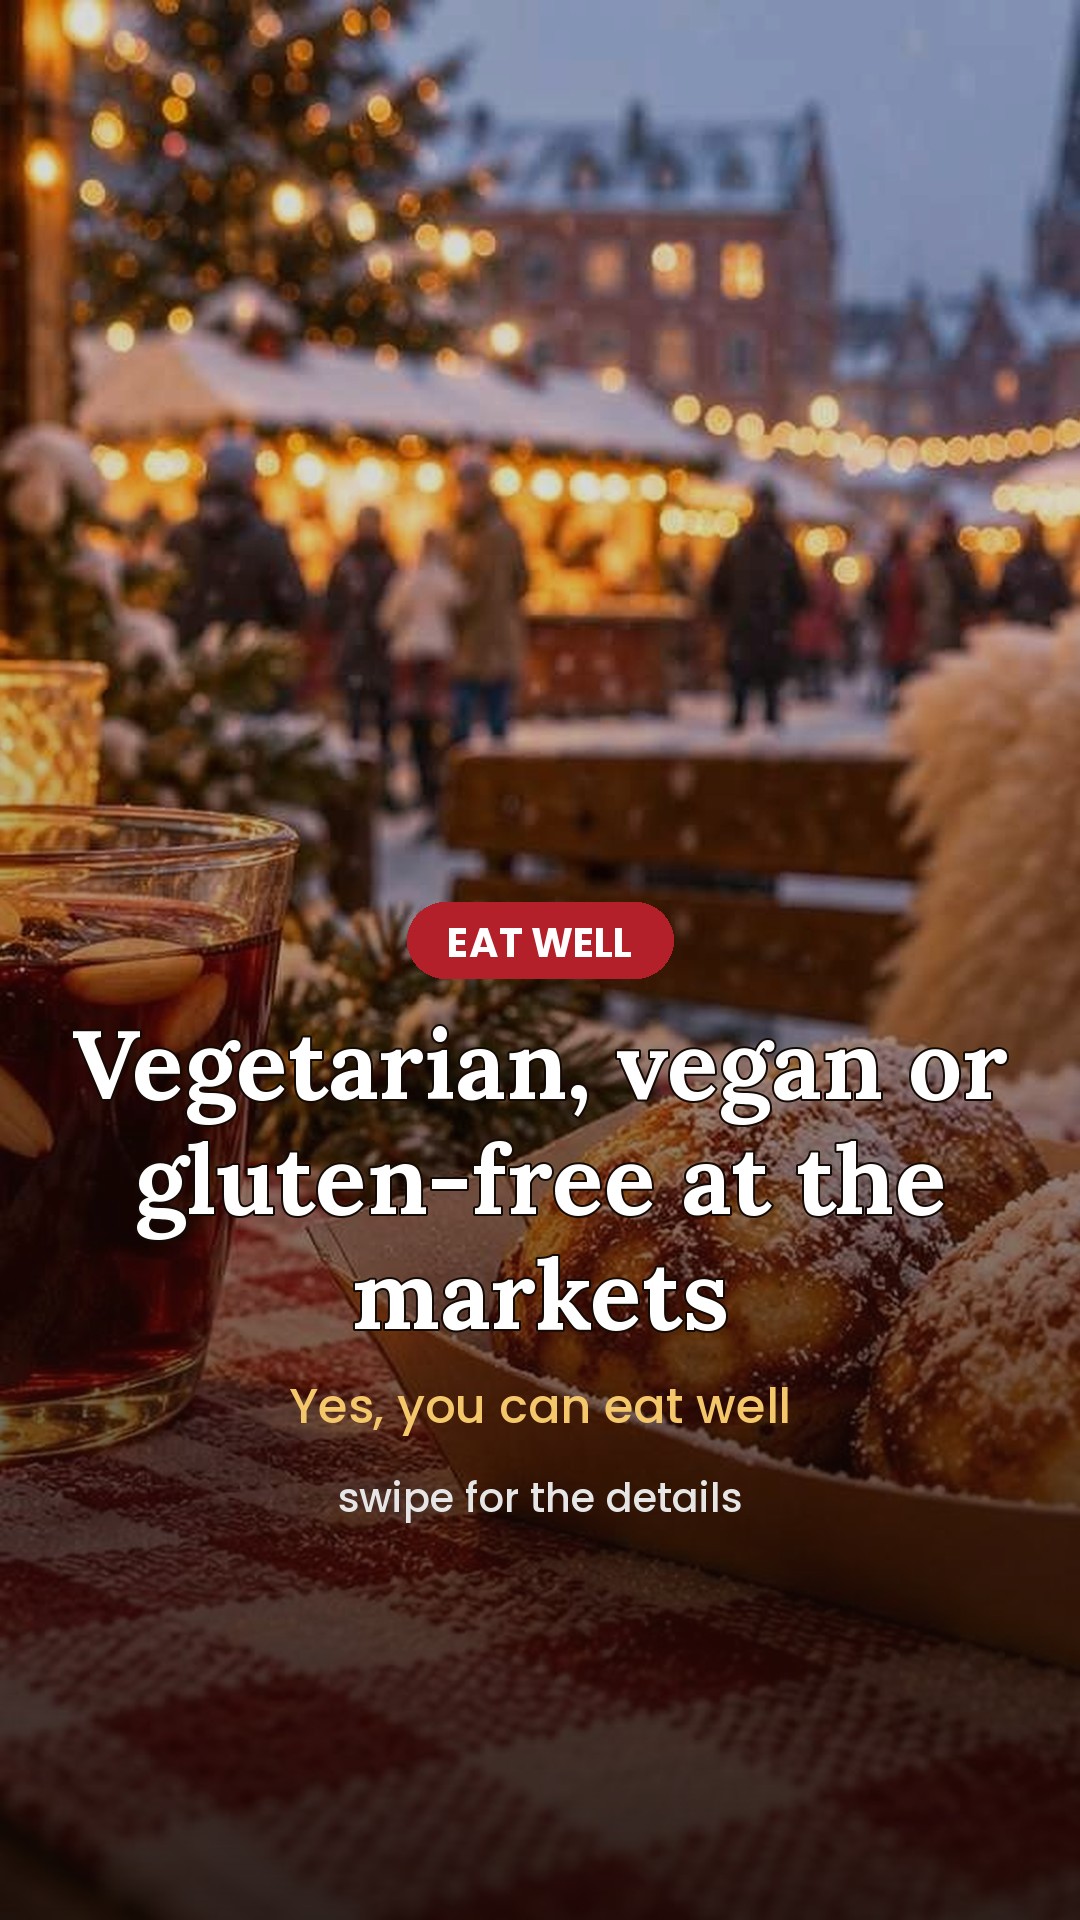 EAT WELL
Vegetarian, vegan or
gluten-free at the
markets
Yes, you can eat well
swipe for the details